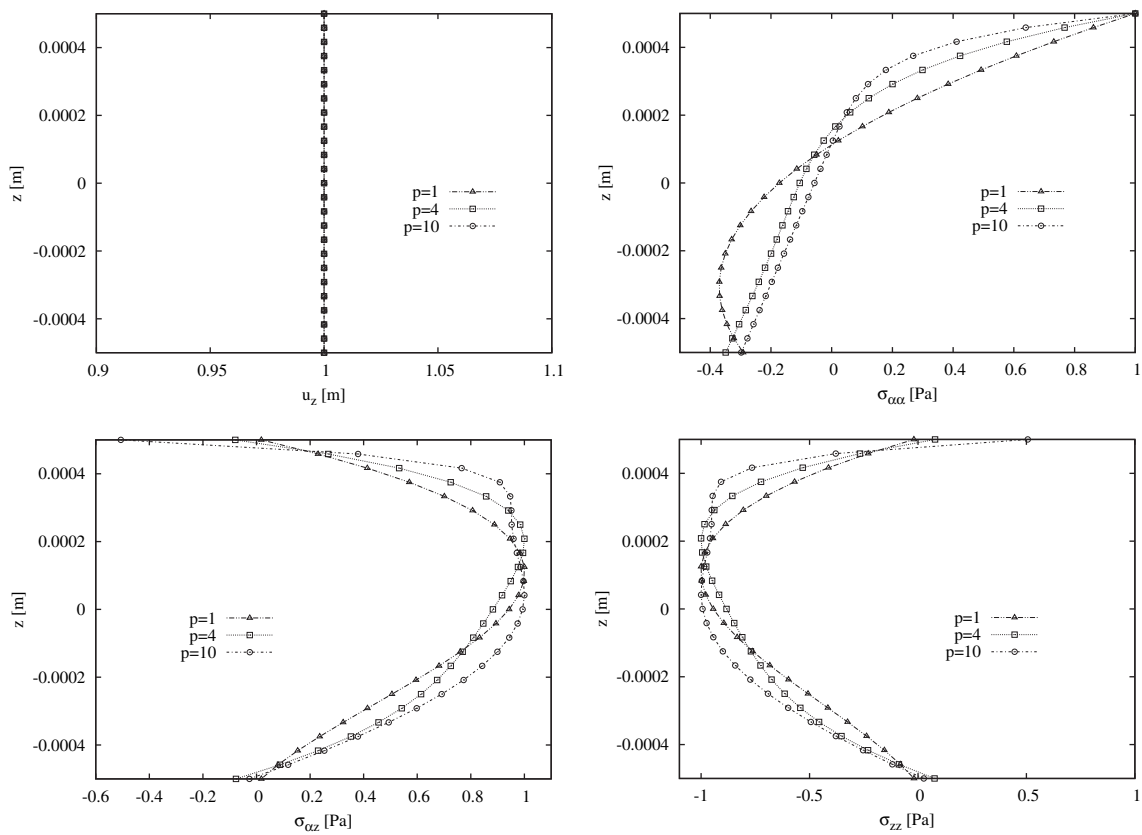 0.0004
0.0002
0
-0.0002
-0.0004
z [m]
p=1
p=4
p=10
0.9
0.95
1
1.05
1.1
u_z [m]
0.0004
0.0002
0
-0.0002
-0.0004
z [m]
p=1
p=4
p=10
-0.4
-0.2
0
0.2
0.4
0.6
0.8
1
σ_αα [Pa]
0.0004
0.0002
0
-0.0002
-0.0004
z [m]
p=1
p=4
p=10
-0.6
-0.4
-0.2
0
0.2
0.4
0.6
0.8
1
σ_αz [Pa]
0.0004
0.0002
0
-0.0002
-0.0004
z [m]
p=1
p=4
p=10
-1
-0.5
0
0.5
1
σ_zz [Pa]